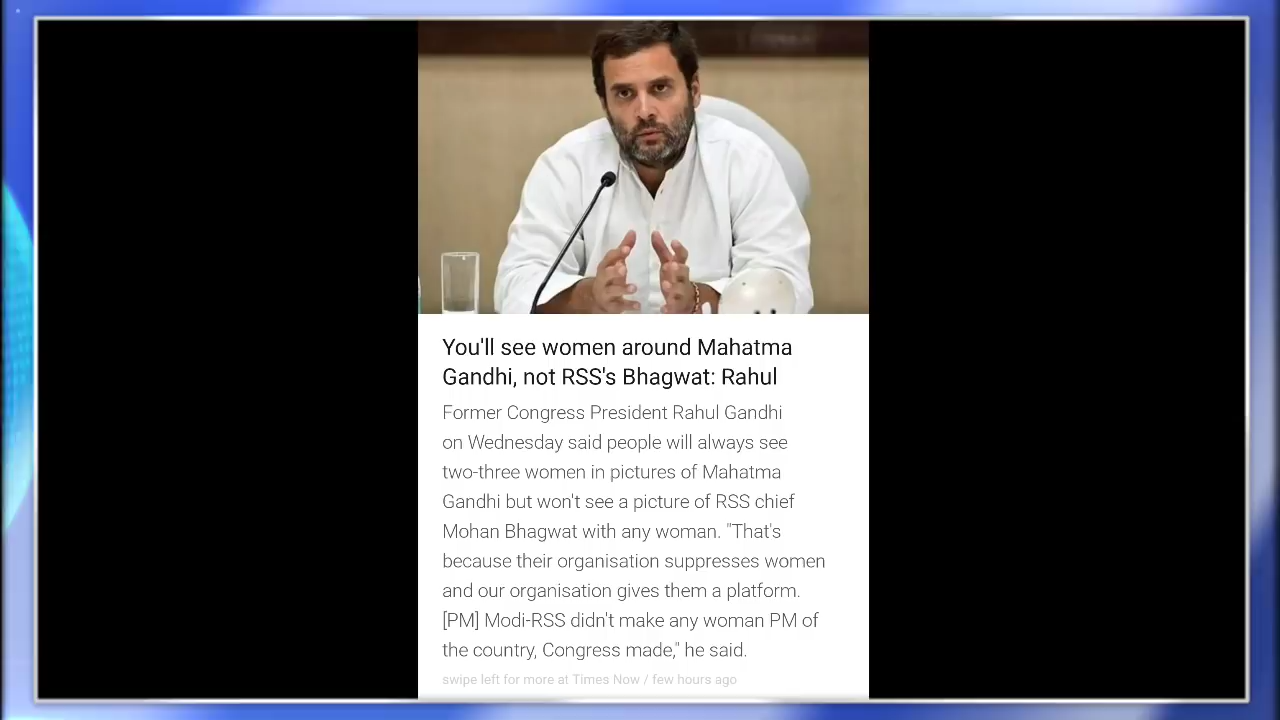 You'll see women around Mahatma
Gandhi, not RSS's Bhagwat: Rahul
Former Congress President Rahul Gandhi
on Wednesday said people will always see
two-three women in pictures of Mahatma
Gandhi but won't see a picture of RSS chief
Mohan Bhagwat with any woman. "That's
because their organisation suppresses women
and our organisation gives them a platform.
[PM] Modi-RSS didn't make any woman PM of
the country, Congress made," he said.
swipe left for more at Times Now / few hours ago